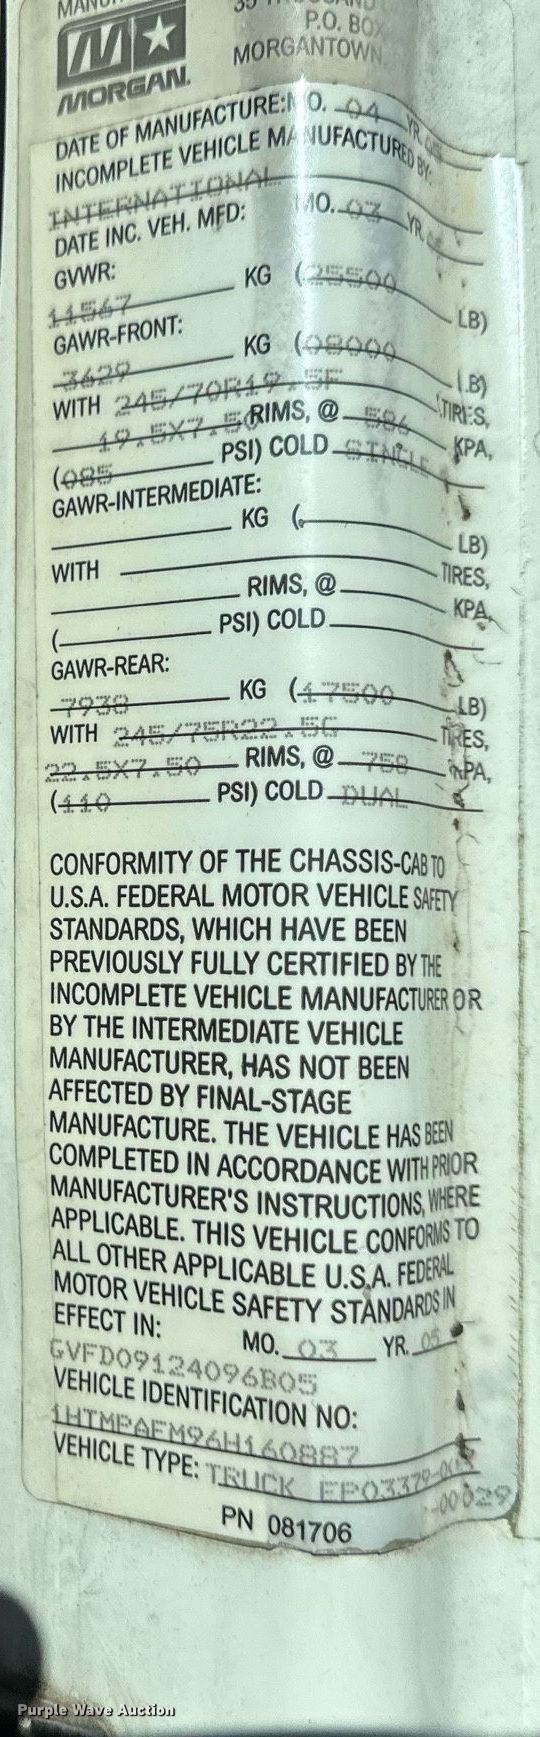 P.O. BOX
MORGANTOWN
MORGAN.
DATE OF MANUFACTURE: MO. 04 YR. 05
INCOMPLETE VEHICLE MANUFACTURED BY:
INTERNATIONAL
DATE INC. VEH. MFD: MO. 03 YR.
GVWR:
11567 KG (25500 LB)
GAWR-FRONT:
3629 KG (08000 LB)
WITH 245/70R19.5F TIRES,
19.5X7.50 RIMS, @ 586 KPA,
(085 PSI) COLD SINGLE
GAWR-INTERMEDIATE:
KG ( LB)
WITH TIRES,
RIMS, @ KPA,
( PSI) COLD
GAWR-REAR:
7938 KG (17500 LB)
WITH 245/75R22.5G TIRES,
22.5X7.50 RIMS, @ 758 KPA,
(110 PSI) COLD DUAL
CONFORMITY OF THE CHASSIS-CAB TO
U.S.A. FEDERAL MOTOR VEHICLE SAFETY
STANDARDS, WHICH HAVE BEEN
PREVIOUSLY FULLY CERTIFIED BY THE
INCOMPLETE VEHICLE MANUFACTURER OR
BY THE INTERMEDIATE VEHICLE
MANUFACTURER, HAS NOT BEEN
AFFECTED BY FINAL-STAGE
MANUFACTURE. THE VEHICLE HAS BEEN
COMPLETED IN ACCORDANCE WITH PRIOR
MANUFACTURER'S INSTRUCTIONS, WHERE
APPLICABLE. THIS VEHICLE CONFORMS TO
ALL OTHER APPLICABLE U.S.A. FEDERAL
MOTOR VEHICLE SAFETY STANDARDS IN
EFFECT IN: MO. 03 YR. 05
GVFD09124096B05
VEHICLE IDENTIFICATION NO:
1HTMPAFM96H160887
VEHICLE TYPE: TRUCK
-00029
PN 081706
Purple Wave Auction